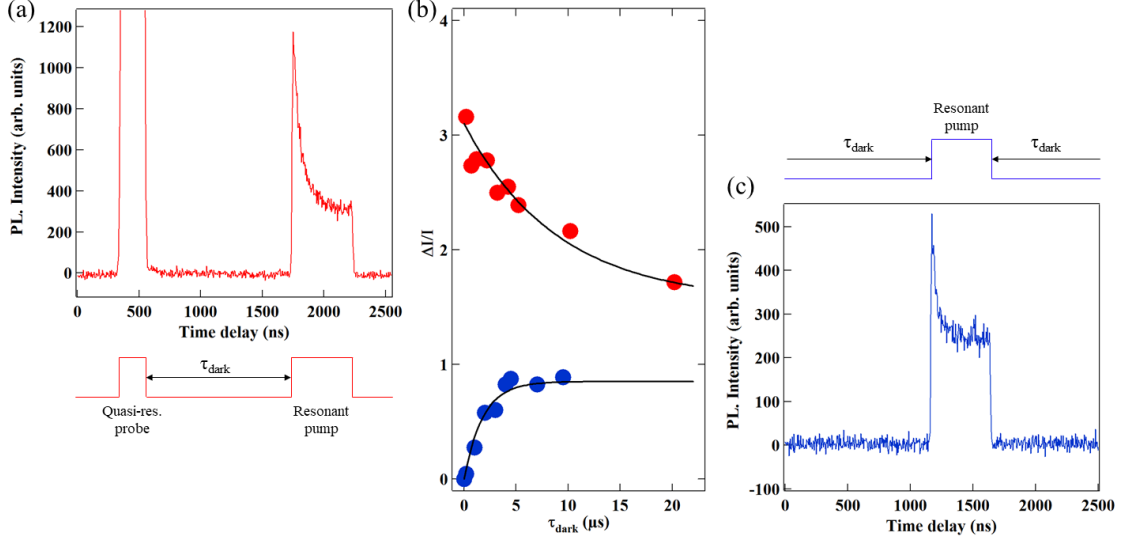 (a)
1200
1000
800
600
400
200
0
PL. Intensity (arb. units)
0 500 1000 1500 2000 2500
Time delay (ns)
τdark
Quasi-res.
probe
Resonant
pump
(b)
4
3
2
1
0
ΔI/I
0 5 10 15 20
τdark (μs)
Resonant
pump
τdark
τdark
(c)
500
400
300
200
100
0
-100
PL. Intensity (arb. units)
0 500 1000 1500 2000 2500
Time delay (ns)